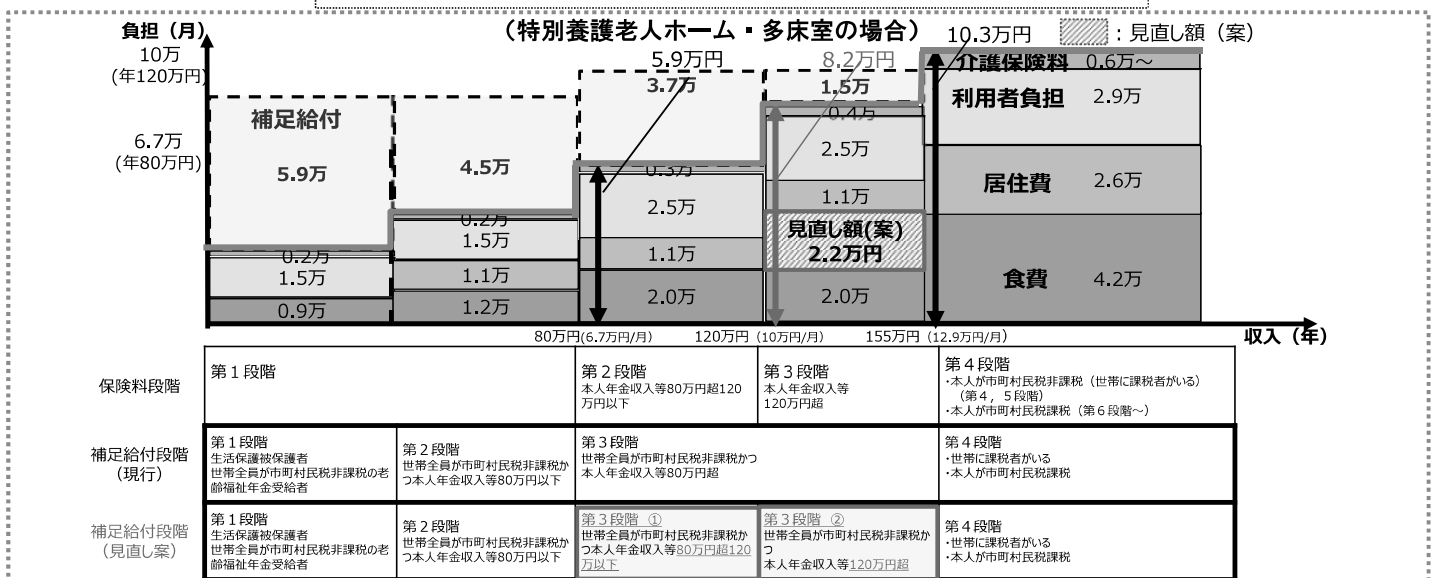 負担（月）
（特別養護老人ホーム・多床室の場合）
10.3万円
：見直し額（案）
10万
（年120万円）
6.7万
（年80万円）
5.9万円
8.2万円
補足給付
5.9万
4.5万
3.7万
1.5万
介護保険料 0.6万～
利用者負担 2.9万
居住費 2.6万
食費 4.2万
0.2万
1.5万
0.9万
0.2万
1.5万
1.1万
1.2万
0.3万
2.5万
1.1万
2.0万
0.4万
2.5万
1.1万
見直し額(案)
2.2万円
2.0万
80万円(6.7万円/月)
120万円（10万円/月）
155万円（12.9万円/月）
収入（年）
保険料段階
第１段階
第２段階
本人年金収入等80万円超120
万円以下
第３段階
本人年金収入等
120万円超
第４段階
・本人が市町村民税非課税（世帯に課税者がいる）
（第４，５段階）
・本人が市町村民税課税（第６段階～）
補足給付段階
（現行）
第１段階
生活保護被保護者
世帯全員が市町村民税非課税の老
齢福祉年金受給者
第２段階
世帯全員が市町村民税非課税か
つ本人年金収入等80万円以下
第３段階
世帯全員が市町村民税非課税かつ
本人年金収入等80万円超
第４段階
・世帯に課税者がいる
・本人が市町村民税課税
補足給付段階
（見直し案）
第１段階
生活保護被保護者
世帯全員が市町村民税非課税の老
齢福祉年金受給者
第２段階
世帯全員が市町村民税非課税か
つ本人年金収入等80万円以下
第３段階 ①
世帯全員が市町村民税非課税か
つ本人年金収入等80万円超120
万以下
第３段階 ②
世帯全員が市町村民税非課税か
つ
本人年金収入等120万円超
第４段階
・世帯に課税者がいる
・本人が市町村民税課税